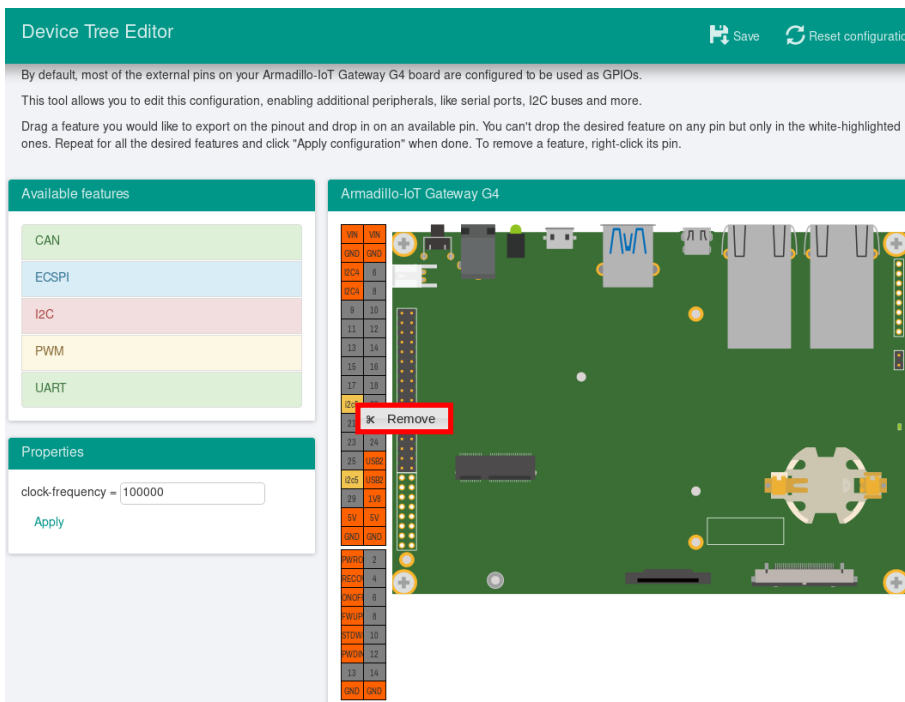 Device Tree Editor
Save
Reset configuratio
By default, most of the external pins on your Armadillo-IoT Gateway G4 board are configured to be used as GPIOs.
This tool allows you to edit this configuration, enabling additional peripherals, like serial ports, I2C buses and more.
Drag a feature you would like to export on the pinout and drop in on an available pin. You can't drop the desired feature on any pin but only in the white-highlighted
ones. Repeat for all the desired features and click "Apply configuration" when done. To remove a feature, right-click its pin.
Available features
CAN
ECSPI
I2C
PWM
UART
Properties
clock-frequency = 100000
Apply
Armadillo-IoT Gateway G4
VIN VIN
GND GND
I2C4 6
I2C4 8
9 10
11 12
13 14
15 16
17 18
Remove
23 24
25 USB2
i2c5 USB2
29 1V8
5V 5V
GND GND
PWRO 2
RECO 4
ONOFF 6
FWUP 8
STDW 10
PWDIN 12
13 14
GND GND